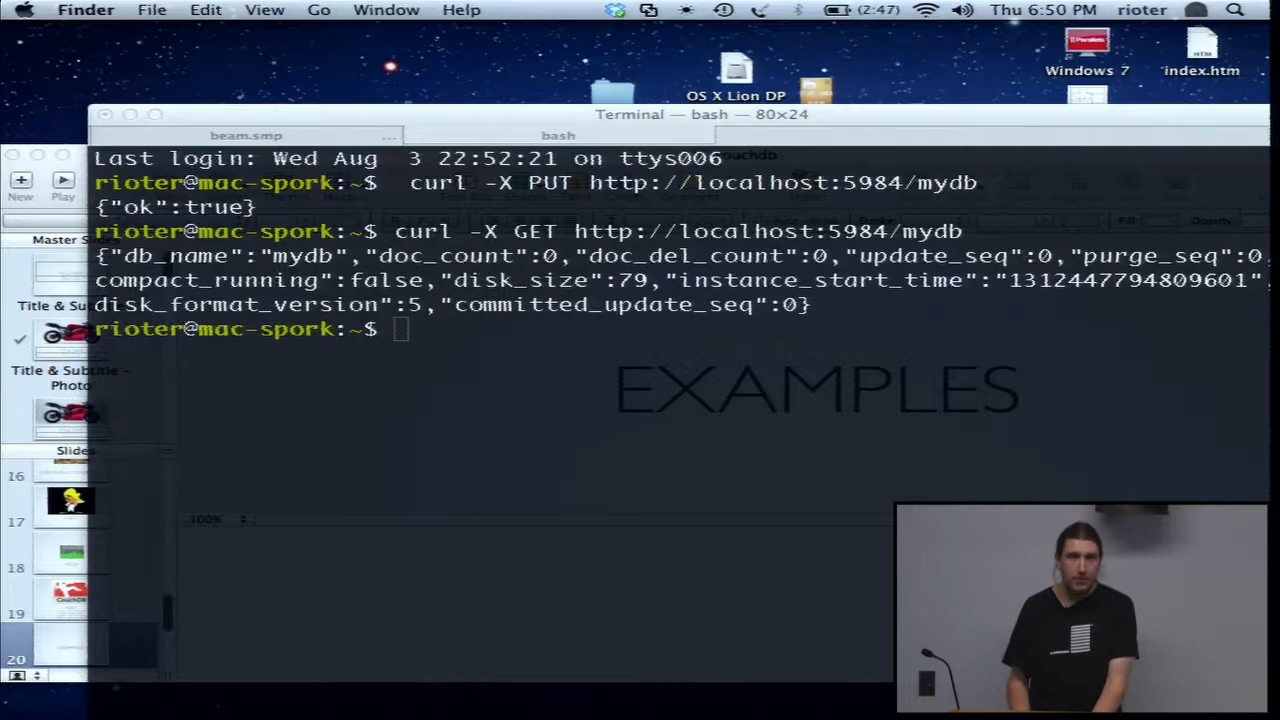 Finder File Edit View Go Window Help (2:47) Thu 6:50 PM rioter
Windows 7
index.htm
OS X Lion DP
Terminal — bash — 80×24
beam.smp ... bash
Last login: Wed Aug  3 22:52:21 on ttys006
rioter@mac-spork:~$  curl -X PUT http://localhost:5984/mydb
{"ok":true}
rioter@mac-spork:~$ curl -X GET http://localhost:5984/mydb
{"db_name":"mydb","doc_count":0,"doc_del_count":0,"update_seq":0,"purge_seq":0,
compact_running":false,"disk_size":79,"instance_start_time":"1312447794809601",
disk_format_version":5,"committed_update_seq":0}
rioter@mac-spork:~$
New Play
Master Slides
Title & Subtitle -
Photo
EXAMPLES
Slides
16
17
18
19
20
100%